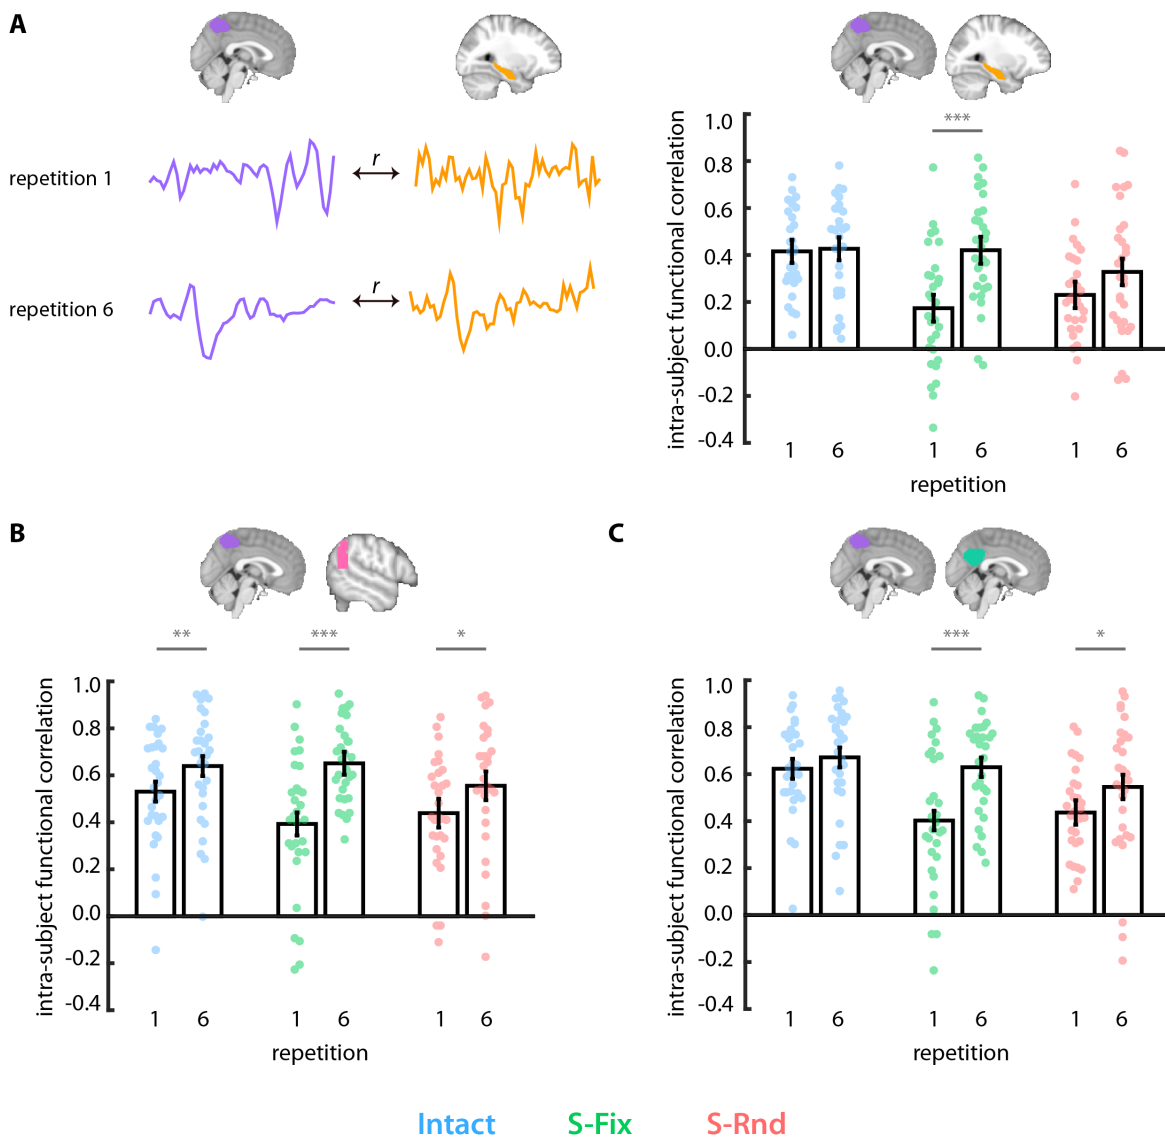 A
repetition 1
r
repetition 6
r
***
intra-subject functional correlation
1.0
0.8
0.6
0.4
0.2
0.0
-0.2
-0.4
1 6 1 6 1 6
repetition
B
** *** *
intra-subject functional correlation
1.0
0.8
0.6
0.4
0.2
0.0
-0.2
-0.4
1 6 1 6 1 6
repetition
C
*** *
intra-subject functional correlation
1.0
0.8
0.6
0.4
0.2
0.0
-0.2
-0.4
1 6 1 6 1 6
repetition
Intact S-Fix S-Rnd